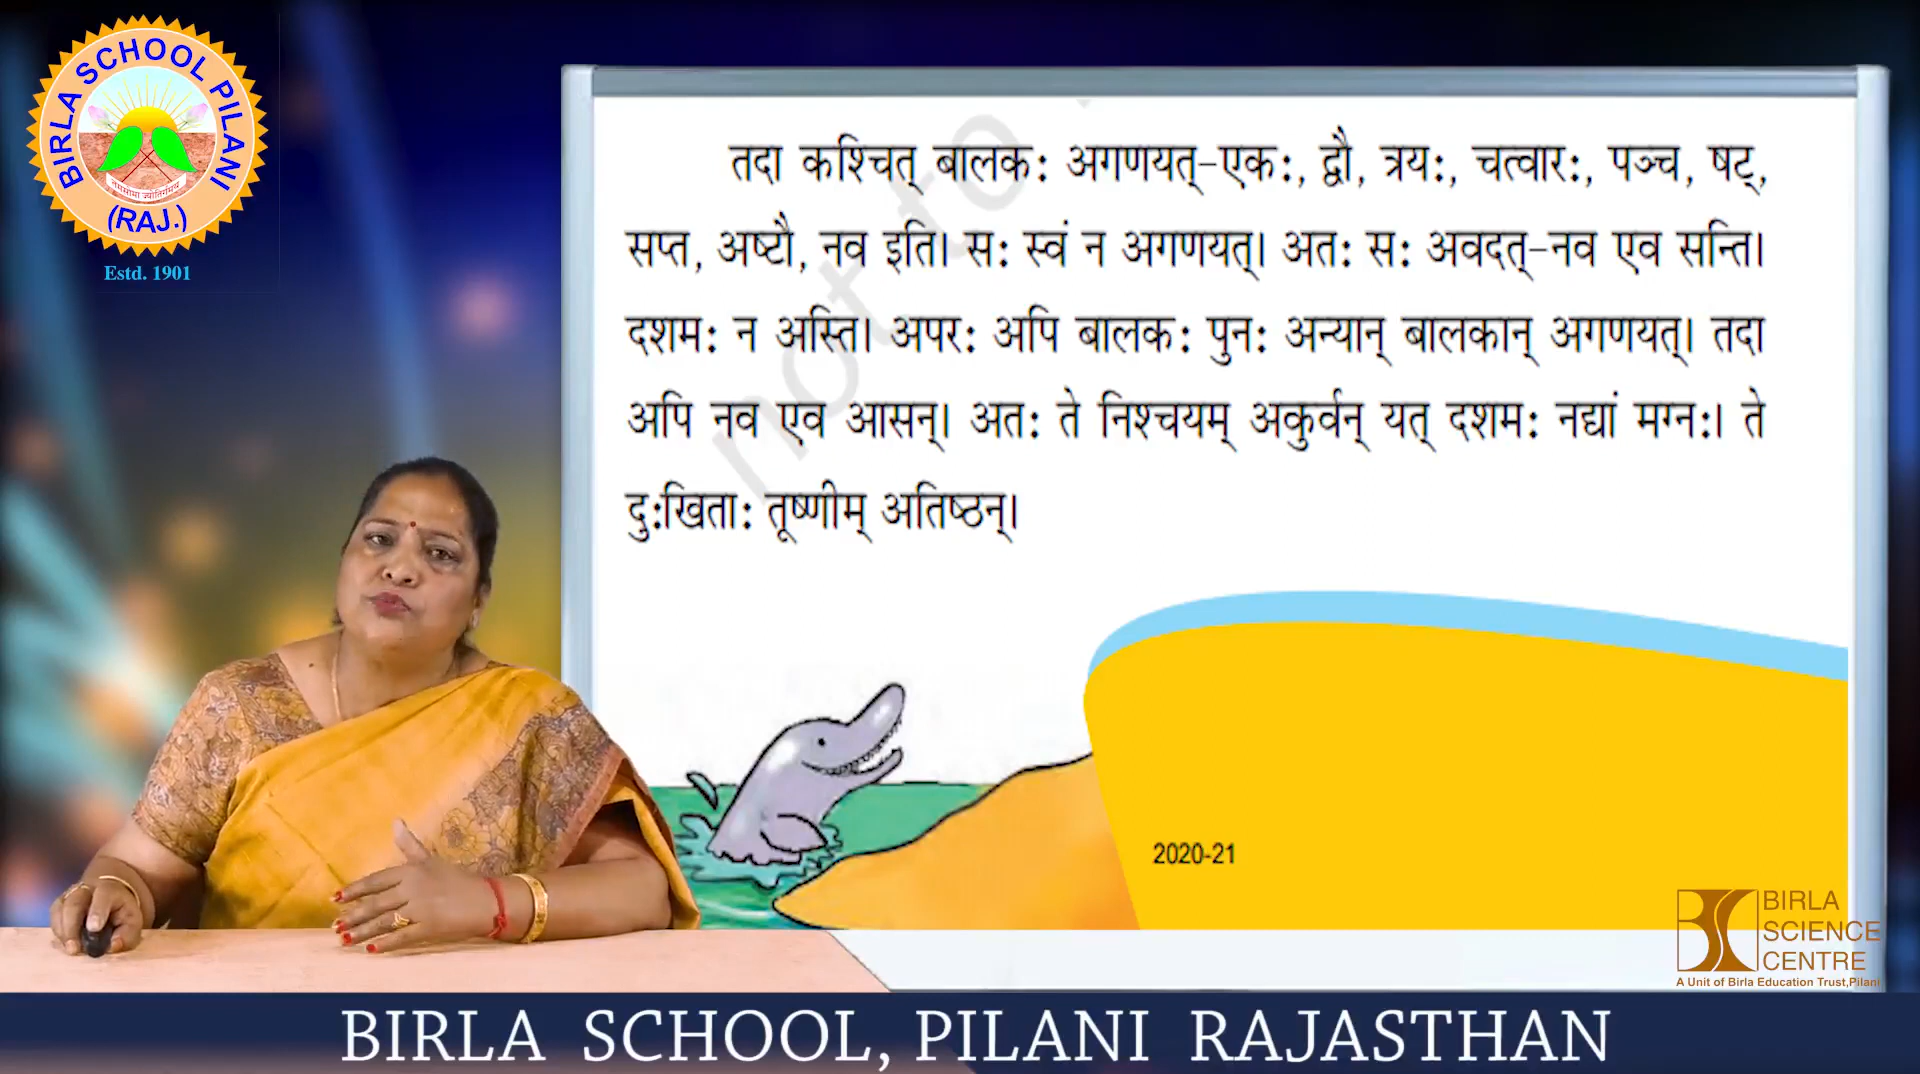 BIRLA SCHOOL PILANI
(RAJ.)
Estd. 1901
not to
तदा कश्चित् बालकः अगणयत्-एकः, द्वौ, त्रयः, चत्वारः, पञ्च, षट्,
सप्त, अष्टौ, नव इति। सः स्वं न अगणयत्। अतः सः अवदत्-नव एव सन्ति।
दशमः न अस्ति। अपरः अपि बालकः पुनः अन्यान् बालकान् अगणयत्। तदा
अपि नव एव आसन्। अतः ते निश्चयम् अकुर्वन् यत् दशमः नद्यां मग्नः। ते
दुःखिताः तूष्णीम् अतिष्ठन्।
2020-21
BIRLA
SCIENCE
CENTRE
A Unit of Birla Education Trust,Pilani
BIRLA SCHOOL, PILANI RAJASTHAN